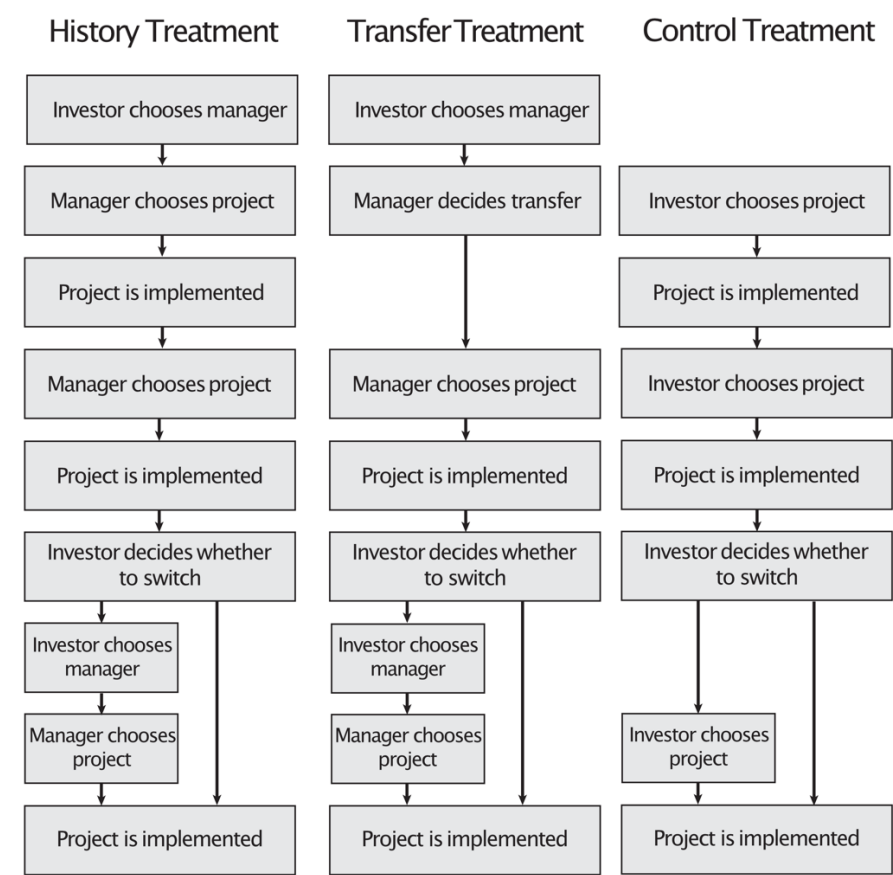 History Treatment
Investor chooses manager
Manager chooses project
Project is implemented
Manager chooses project
Project is implemented
Investor decides whether
to switch
Investor chooses
manager
Manager chooses
project
Project is implemented
Transfer Treatment
Investor chooses manager
Manager decides transfer
Manager chooses project
Project is implemented
Investor decides whether
to switch
Investor chooses
manager
Manager chooses
project
Project is implemented
Control Treatment
Investor chooses project
Project is implemented
Investor chooses project
Project is implemented
Investor decides whether
to switch
Investor chooses
project
Project is implemented